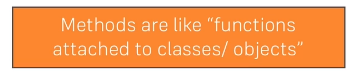 Methods are like "functions
attached to classes/ objects"